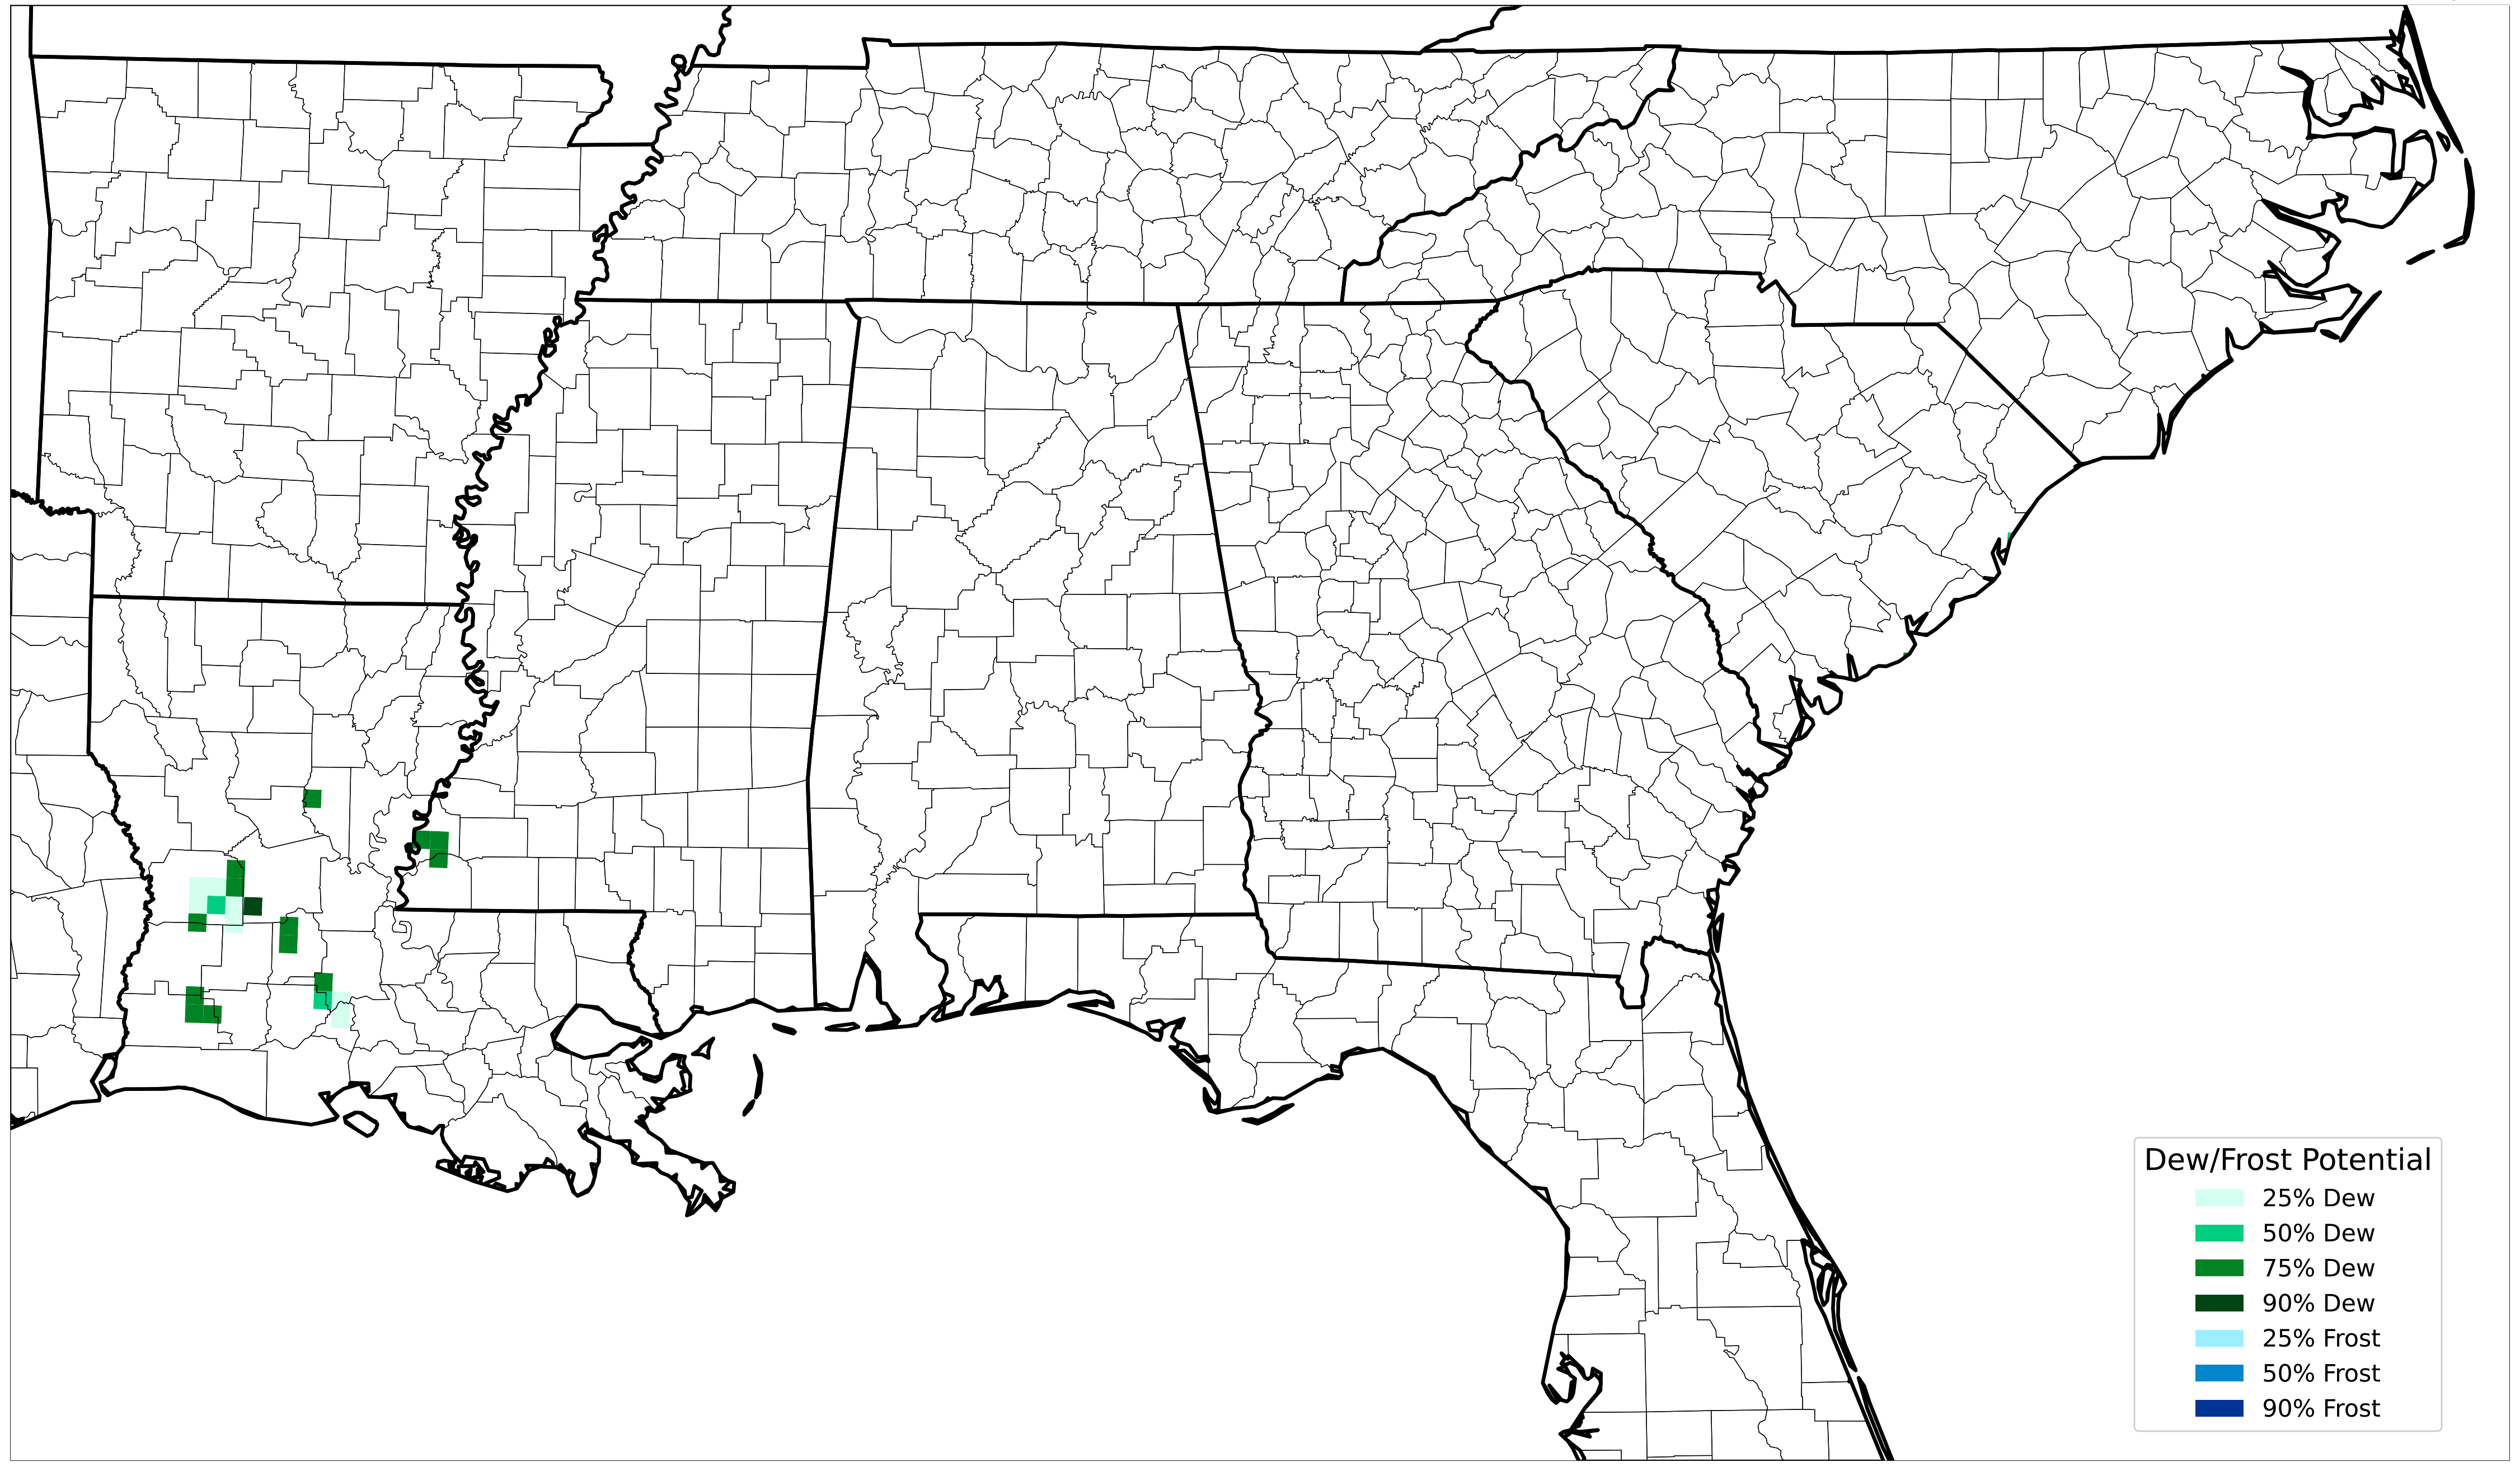 Dew/Frost Potential
25% Dew
50% Dew
75% Dew
90% Dew
25% Frost
50% Frost
90% Frost